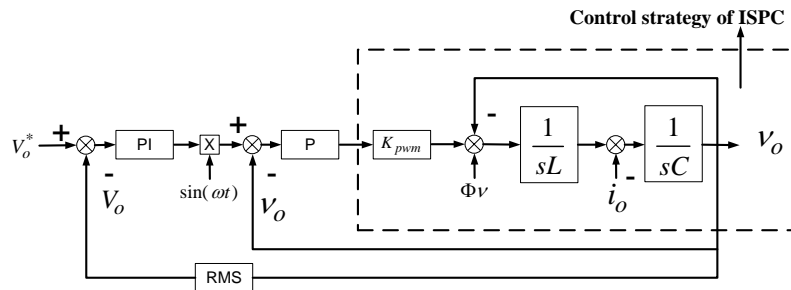 Control strategy of ISPC
V_o^*
+
-
V_o
PI
X
sin(ωt)
+
-
v_o
P
K_pwm
-
Φv
1
sL
-
i_o
1
sC
v_o
RMS